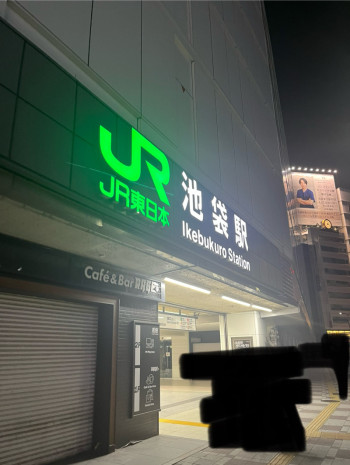 JR
JR東日本
池袋駅
Ikebukuro Station
Café & Bar